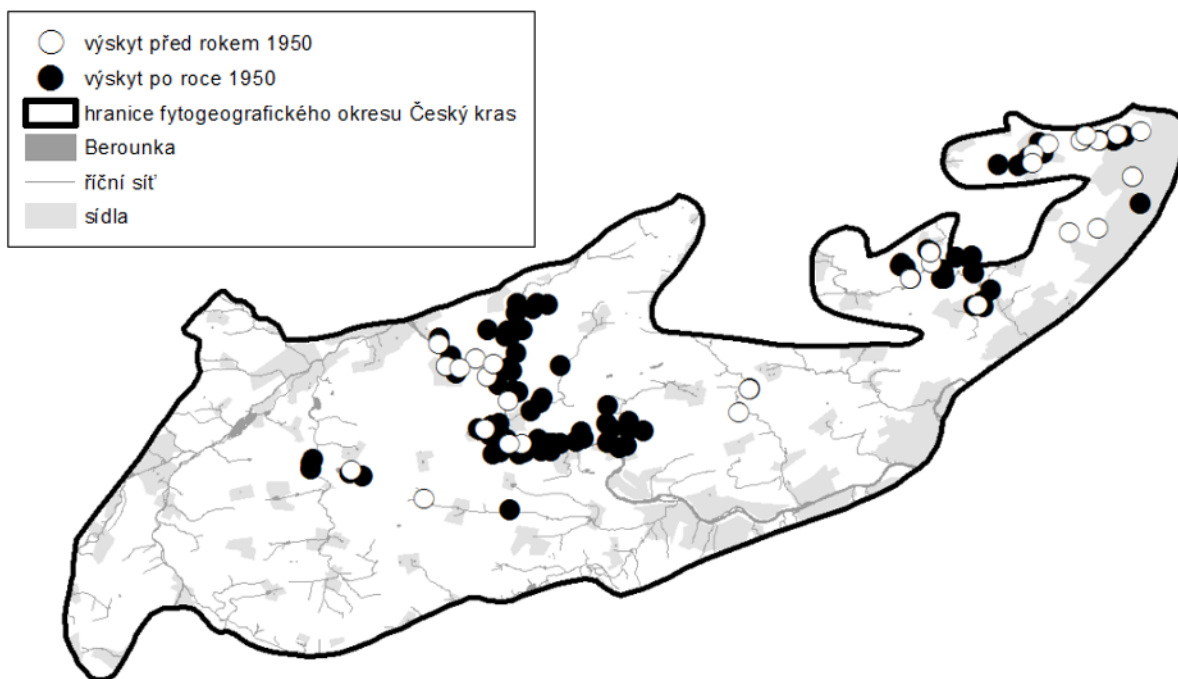 výskyt před rokem 1950
výskyt po roce 1950
hranice fytogeografického okresu Český kras
Berounka
říční síť
sídla